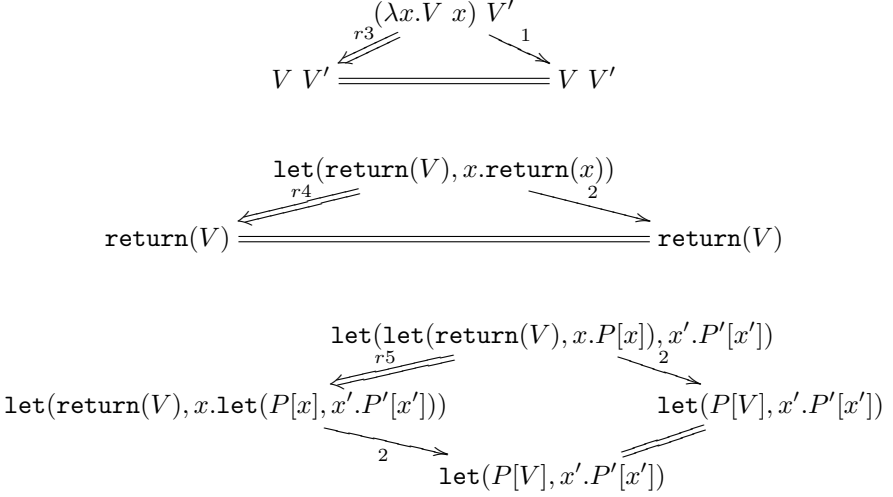 (λx.V x) V′
r3 1
V V′ V V′
let(return(V), x.return(x))
r4 2
return(V) return(V)
let(let(return(V), x.P[x]), x′.P′[x′])
r5 2
let(return(V), x.let(P[x], x′.P′[x′])) let(P[V], x′.P′[x′])
2
let(P[V], x′.P′[x′])